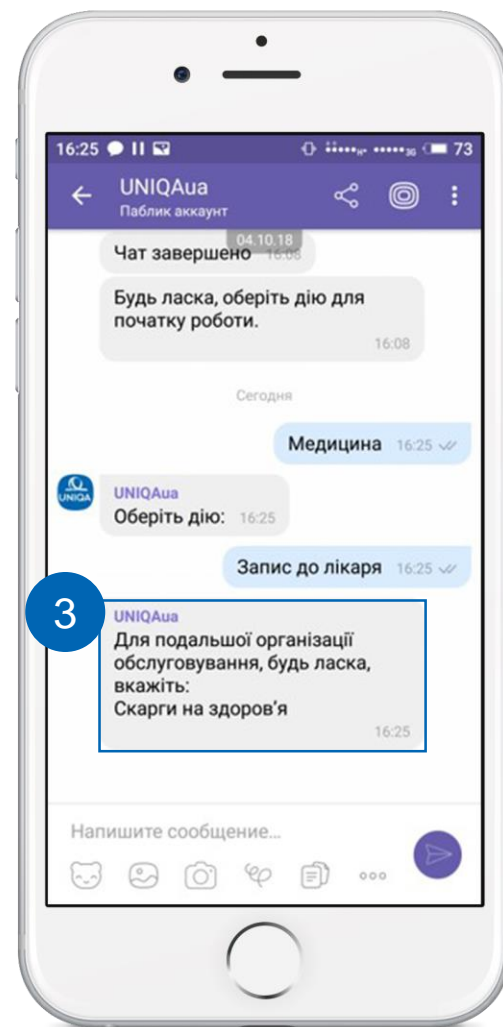 16:25
H+
3G
73
UNIQAua
Паблик аккаунт
04.10.18
Чат завершено 16:08
Будь ласка, оберіть дію для
початку роботи.
16:08
Сегодня
Медицина 16:25
UNIQA
UNIQAua
Оберіть дію: 16:25
Запис до лікаря 16:25
3
UNIQAua
Для подальшої організації
обслуговування, будь ласка,
вкажіть:
Скарги на здоров'я
16:25
Напишите сообщение…